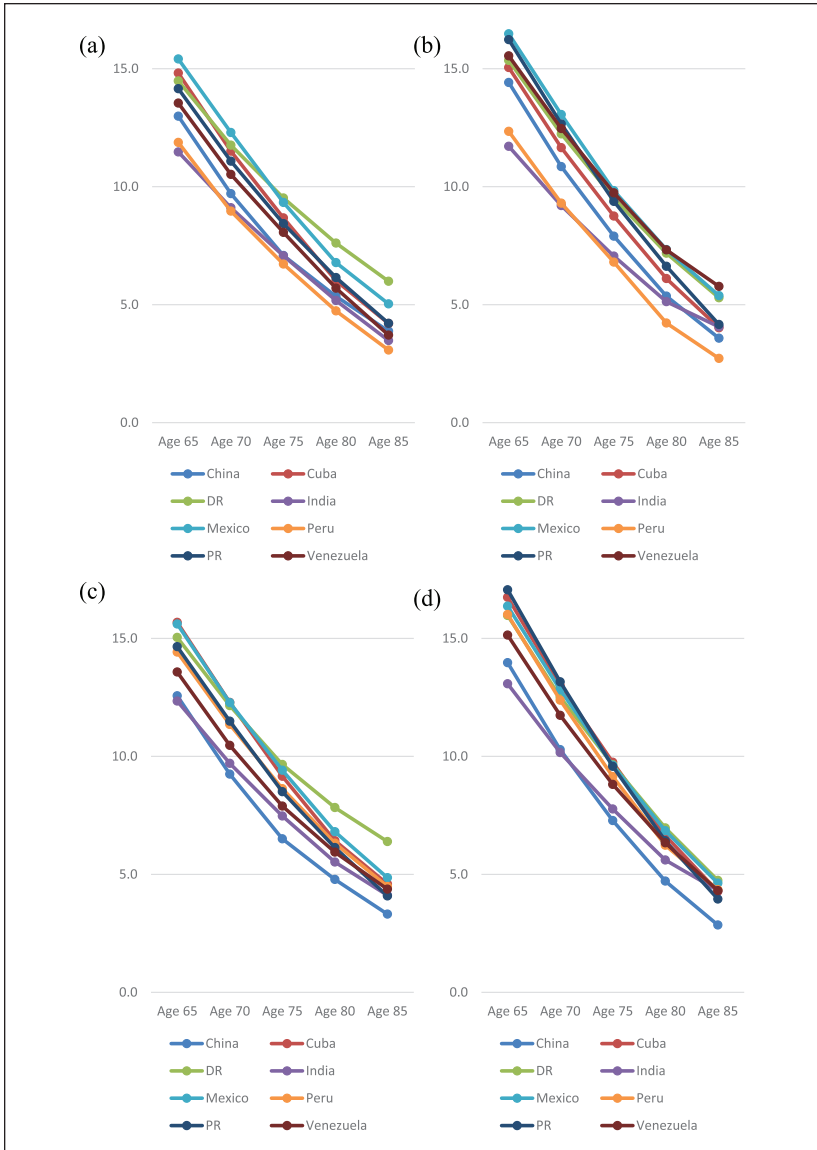 (a) (b)
15.0 15.0
10.0 10.0
5.0 5.0
0.0 0.0
Age 65 Age 70 Age 75 Age 80 Age 85 Age 65 Age 70 Age 75 Age 80 Age 85
China Cuba China Cuba
DR India DR India
Mexico Peru Mexico Peru
PR Venezuela PR Venezuela
(c) (d)
15.0 15.0
10.0 10.0
5.0 5.0
0.0 0.0
Age 65 Age 70 Age 75 Age 80 Age 85 Age 65 Age 70 Age 75 Age 80 Age 85
China Cuba China Cuba
DR India DR India
Mexico Peru Mexico Peru
PR Venezuela PR Venezuela